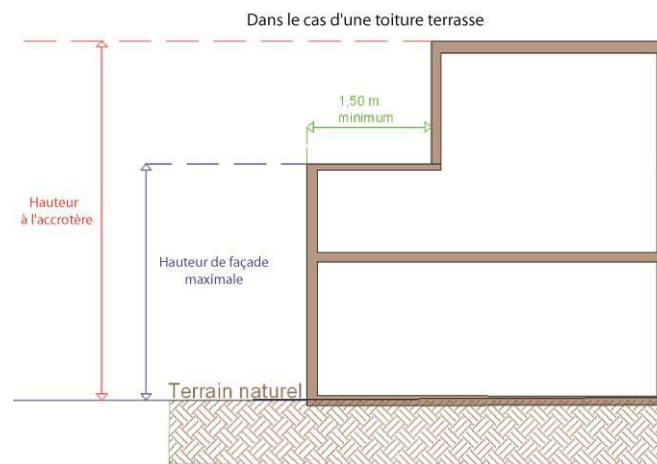 Dans le cas d'une toiture terrasse
1,50 m
minimum
Hauteur
à l'accrotère
Hauteur de façade
maximale
Terrain naturel